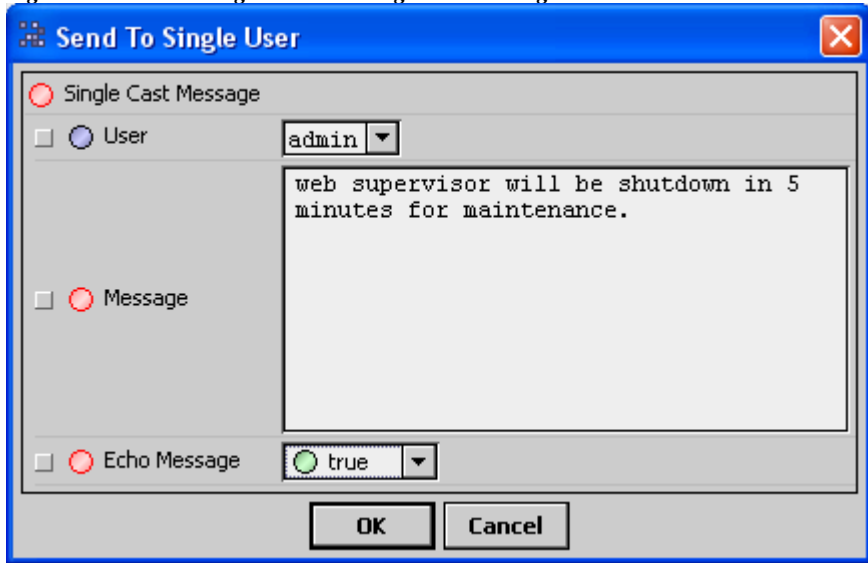 Send To Single User
Single Cast Message
User
admin
web supervisor will be shutdown in 5
minutes for maintenance.
Message
Echo Message
true
OK
Cancel